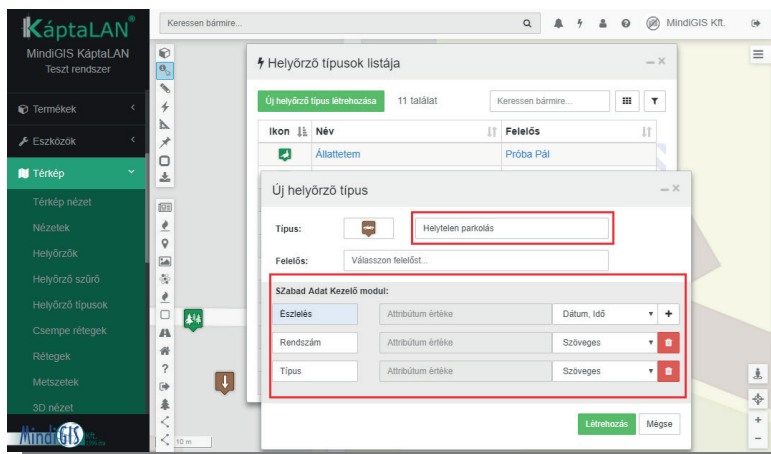 KáptaLAN®
MindiGIS KáptaLAN
Teszt rendszer
Termékek
Eszközök
Térkép
Térkép nézet
Nézetek
Helyőrzők
Helyőrző szűrő
Helyőrző típusok
Csempe rétegek
Rétegek
Metszetek
3D nézet
MindiGIS Kft.
Keressen bármire...
MindiGIS Kft.
Helyőrző típusok listája
Új helyőrző típus létrehozása 11 találat Keressen bármire...
Ikon Név Felelős
Állattetem Próba Pál
Új helyörző típus
Típus: Helytelen parkolás
Felelős: Válasszon felelőst...
SZabad Adat Kezelő modul:
Eszlelés Attribútum értéke Dátum, Idő
Rendszám Attribútum értéke Szöveges
Típus Attribútum értéke Szöveges
Létrehozás Mégse
10 m